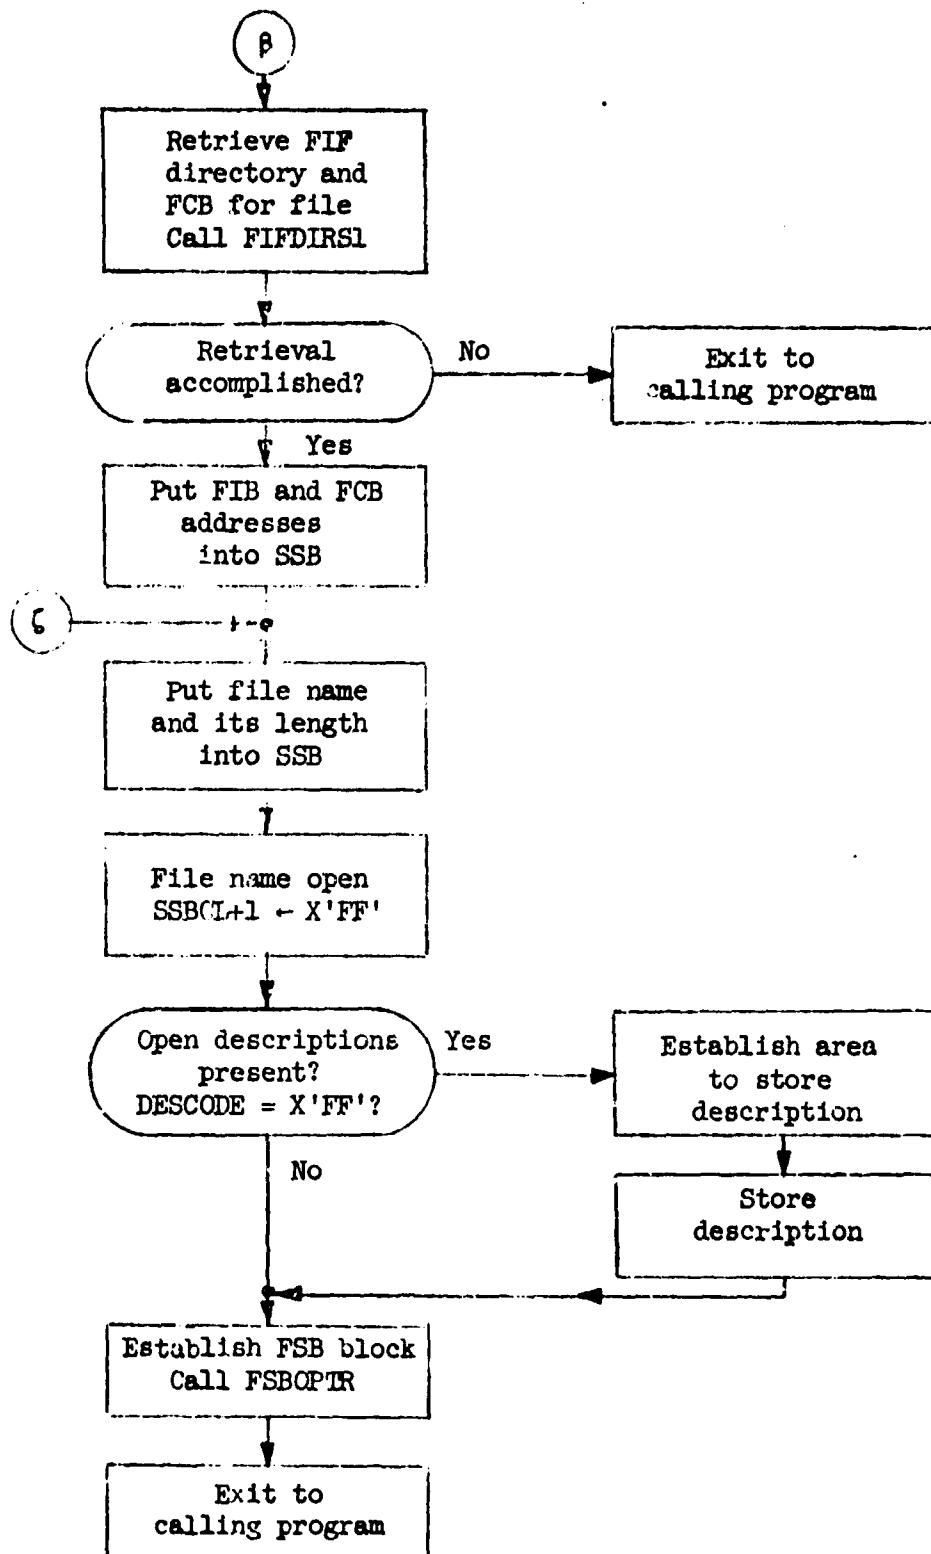 β
Retrieve FIF
directory and
FCB for file
Call FIFDIRS1
Retrieval
accomplished?
No
Exit to
calling program
Yes
Put FIB and FCB
addresses
into SSB
ζ
Put file name
and its length
into SSB
File name open
SSBCL+1 ← X'FF'
Open descriptions
present?
DESCODE = X'FF'?
Yes
Establish area
to store
description
No
Store
description
Establish FSB block
Call FSBOPTR
Exit to
calling program